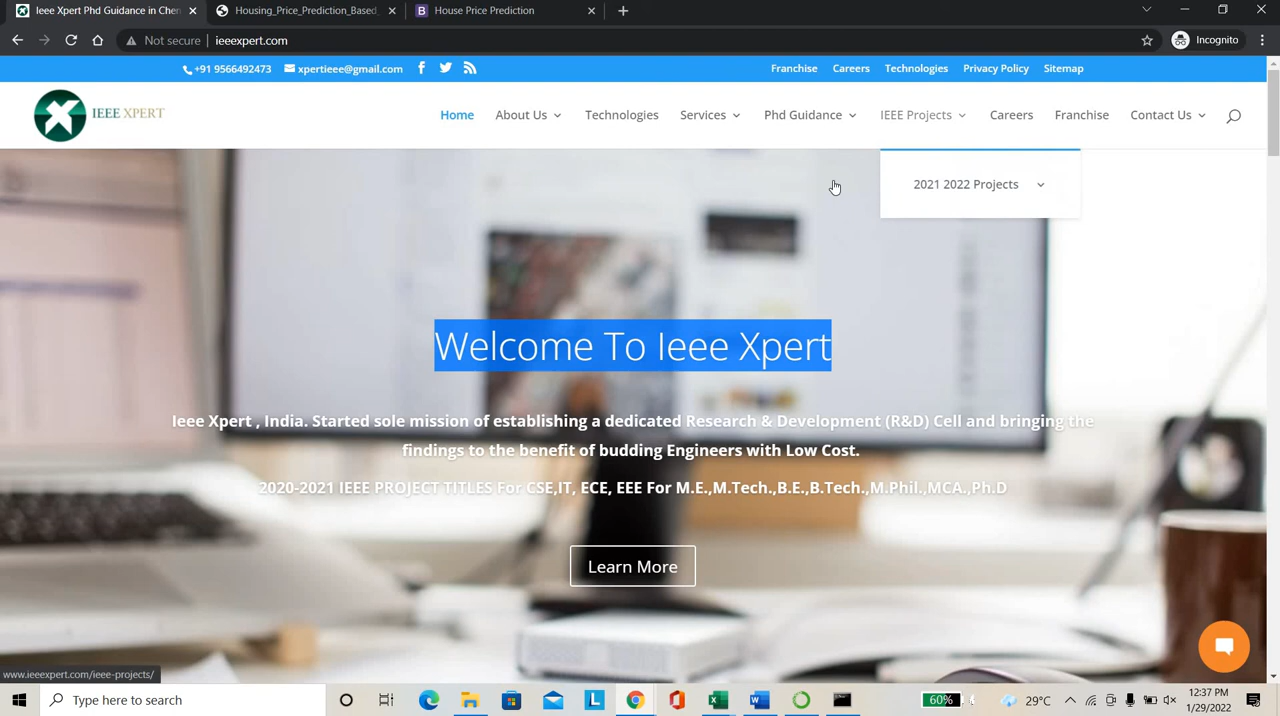 Ieee Xpert Phd Guidance in Chen
Housing_Price_Prediction_Based_
House Price Prediction
Not secure
ieeexpert.com
Incognito
+91 9566492473
xpertieee@gmail.com
Franchise
Careers
Technologies
Privacy Policy
Sitemap
IEEE XPERT
Home
About Us
Technologies
Services
Phd Guidance
IEEE Projects
Careers
Franchise
Contact Us
2021 2022 Projects
Welcome To Ieee Xpert
Ieee Xpert , India. Started sole mission of establishing a dedicated Research & Development (R&D) Cell and bringing the
findings to the benefit of budding Engineers with Low Cost.
2020-2021 IEEE PROJECT TITLES For CSE,IT, ECE, EEE For M.E.,M.Tech.,B.E.,B.Tech.,M.Phil.,MCA.,Ph.D
Learn More
www.ieeexpert.com/ieee-projects/
Type here to search
60%
29°C
12:37 PM
1/29/2022